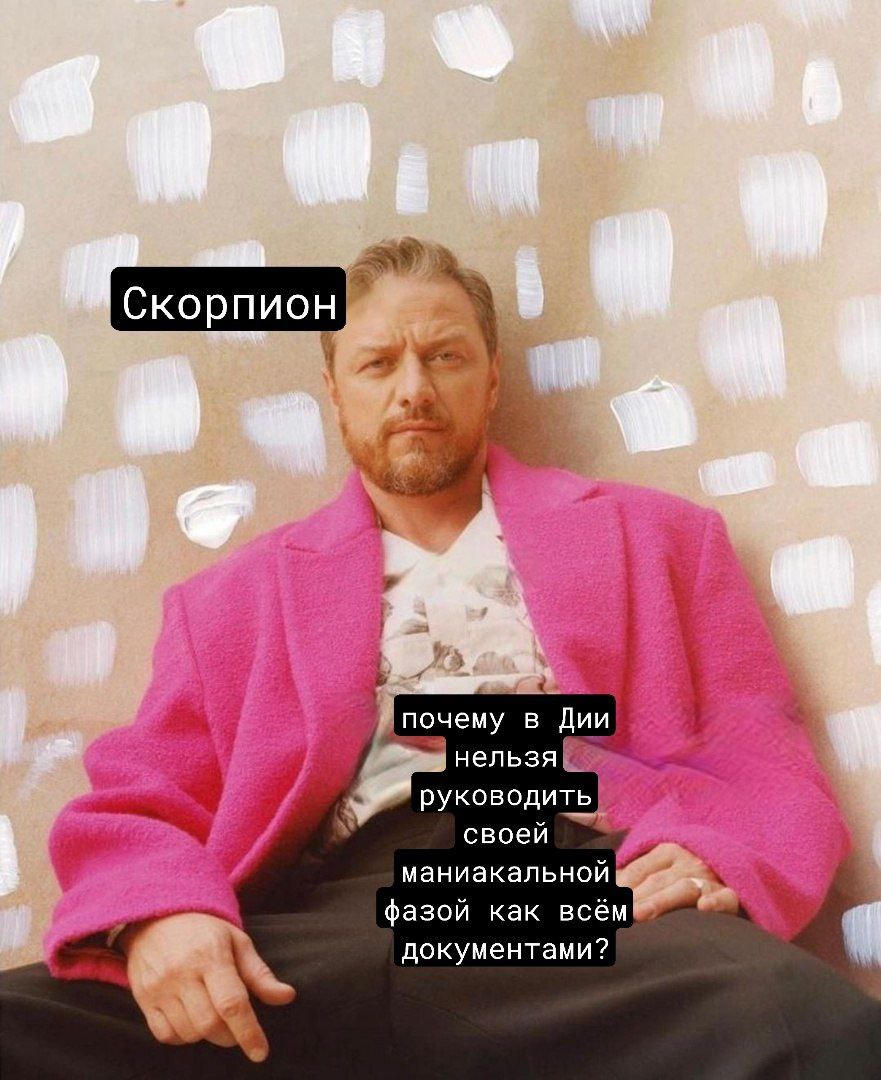 Скорпион
почему в Дии
нельзя
руководить
своей
маниакальной
фазой как всём
документами?